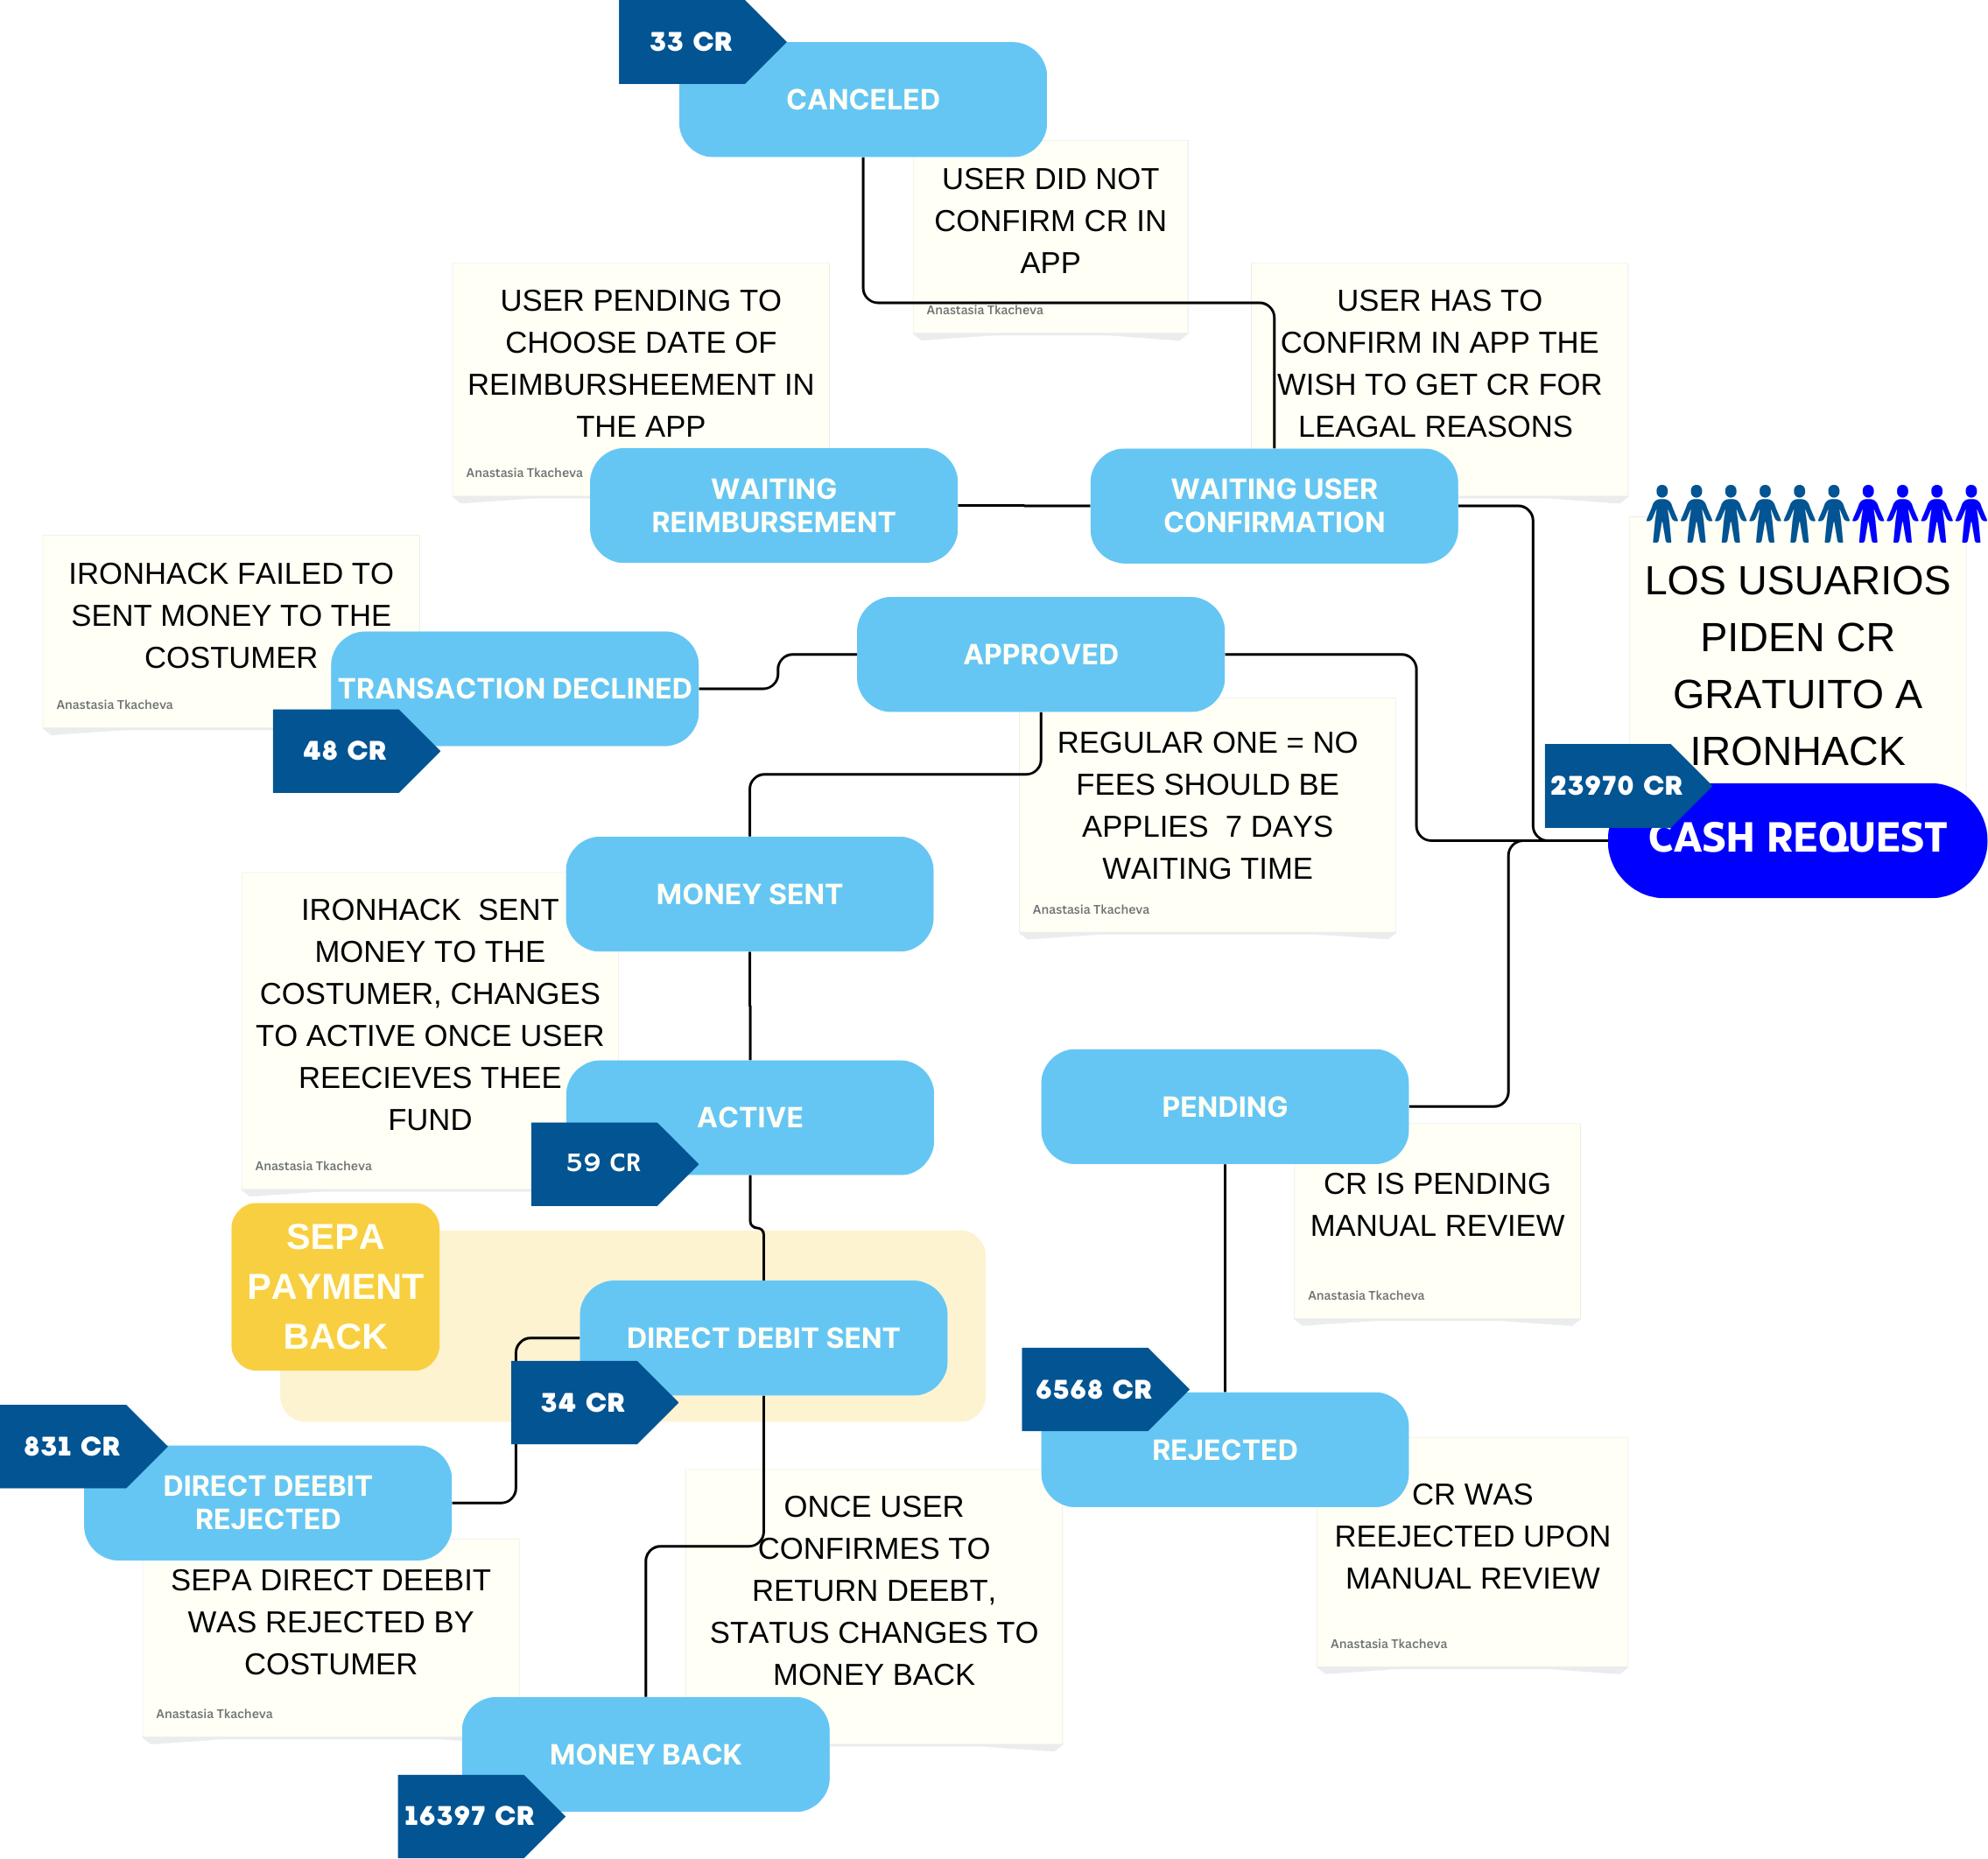 33 CR
CANCELED
USER DID NOT
CONFIRM CR IN
APP
Anastasia Tkacheva
USER PENDING TO
CHOOSE DATE OF
REIMBURSHEEMENT IN
THE APP
Anastasia Tkacheva
USER HAS TO
CONFIRM IN APP THE
WISH TO GET CR FOR
LEAGAL REASONS
WAITING
REIMBURSEMENT
WAITING USER
CONFIRMATION
LOS USUARIOS
PIDEN CR
GRATUITO A
IRONHACK
23970 CR
CASH REQUEST
IRONHACK FAILED TO
SENT MONEY TO THE
COSTUMER
Anastasia Tkacheva
TRANSACTION DECLINED
48 CR
APPROVED
REGULAR ONE = NO
FEES SHOULD BE
APPLIES  7 DAYS
WAITING TIME
Anastasia Tkacheva
MONEY SENT
IRONHACK  SENT
MONEY TO THE
COSTUMER, CHANGES
TO ACTIVE ONCE USER
REECIEVES THEE
FUND
Anastasia Tkacheva
ACTIVE
59 CR
PENDING
CR IS PENDING
MANUAL REVIEW
Anastasia Tkacheva
SEPA
PAYMENT
BACK
DIRECT DEBIT SENT
34 CR
6568 CR
REJECTED
CR WAS
REEJECTED UPON
MANUAL REVIEW
Anastasia Tkacheva
831 CR
DIRECT DEEBIT
REJECTED
SEPA DIRECT DEEBIT
WAS REJECTED BY
COSTUMER
Anastasia Tkacheva
ONCE USER
CONFIRMES TO
RETURN DEEBT,
STATUS CHANGES TO
MONEY BACK
MONEY BACK
16397 CR